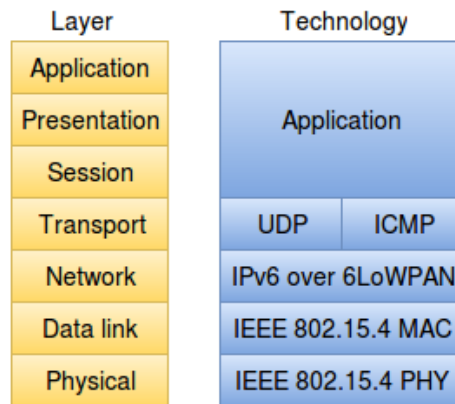 Layer Technology
Application
Presentation Application
Session
Transport UDP ICMP
Network IPv6 over 6LoWPAN
Data link IEEE 802.15.4 MAC
Physical IEEE 802.15.4 PHY